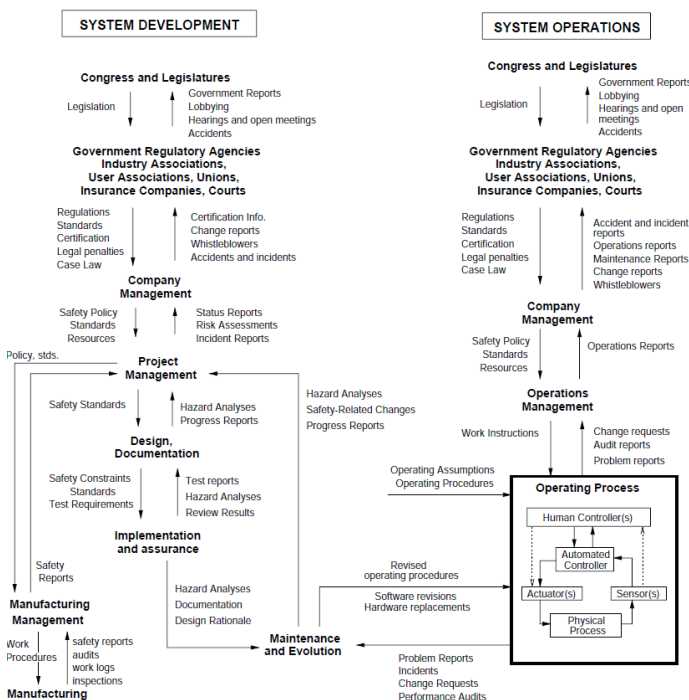 SYSTEM DEVELOPMENT
Congress and Legislatures
Legislation
Government Reports
Lobbying
Hearings and open meetings
Accidents
Government Regulatory Agencies
Industry Associations,
User Associations, Unions,
Insurance Companies, Courts
Regulations
Standards
Certification
Legal penalties
Case Law
Certification Info.
Change reports
Whistleblowers
Accidents and incidents
Company
Management
Safety Policy
Standards
Resources
Status Reports
Risk Assessments
Incident Reports
Policy, stds.
Project
Management
Safety Standards
Hazard Analyses
Progress Reports
Hazard Analyses
Safety-Related Changes
Progress Reports
Design,
Documentation
Safety Constraints
Standards
Test Requirements
Test reports
Hazard Analyses
Review Results
Implementation
and assurance
Safety
Reports
Hazard Analyses
Documentation
Design Rationale
Manufacturing
Management
Work
Procedures
safety reports
audits
work logs
inspections
Manufacturing
Maintenance
and Evolution
SYSTEM OPERATIONS
Congress and Legislatures
Legislation
Government Reports
Lobbying
Hearings and open
meetings
Accidents
Government Regulatory Agencies
Industry Associations,
User Associations, Unions,
Insurance Companies, Courts
Regulations
Standards
Certification
Legal penalties
Case Law
Accident and incident
reports
Operations reports
Maintenance Reports
Change reports
Whistleblowers
Company
Management
Safety Policy
Standards
Resources
Operations Reports
Operations
Management
Work Instructions
Change requests
Audit reports
Problem reports
Operating Assumptions
Operating Procedures
Operating Process
Human Controller(s)
Automated
Controller
Actuator(s)
Sensor(s)
Physical
Process
Revised
operating procedures
Software revisions
Hardware replacements
Problem Reports
Incidents
Change Requests
Performance Audits